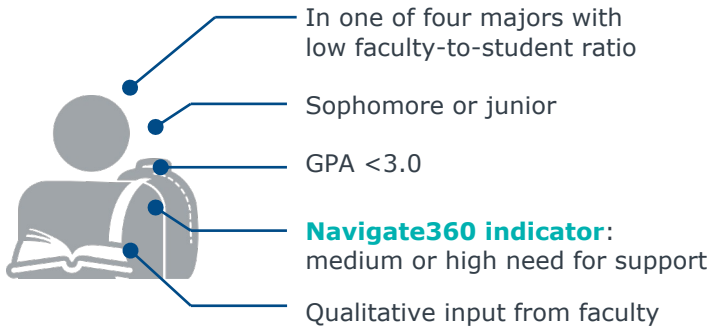 In one of four majors with
low faculty-to-student ratio
Sophomore or junior
GPA <3.0
Navigate360 indicator:
medium or high need for support
Qualitative input from faculty